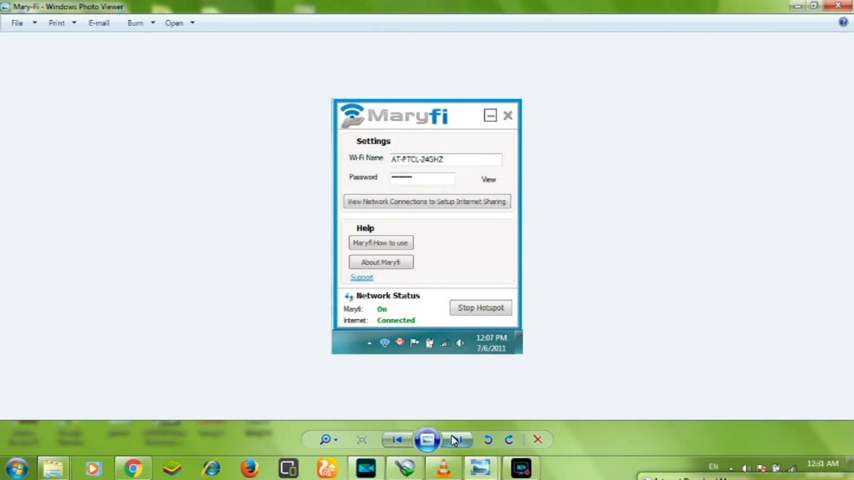 Mary-Fi - Windows Photo Viewer
File Print E-mail Burn Open
Maryfi
Settings
Wi-Fi Name AT-PTCL-24GHZ
Password ********* View
View Network Connections to Setup Internet Sharing
Help
Maryfi How to use
About Maryfi
Support
Network Status
Maryfi: On
Internet: Connected
Stop Hotspot
12:07 PM
7/6/2011
EN 12:31 AM